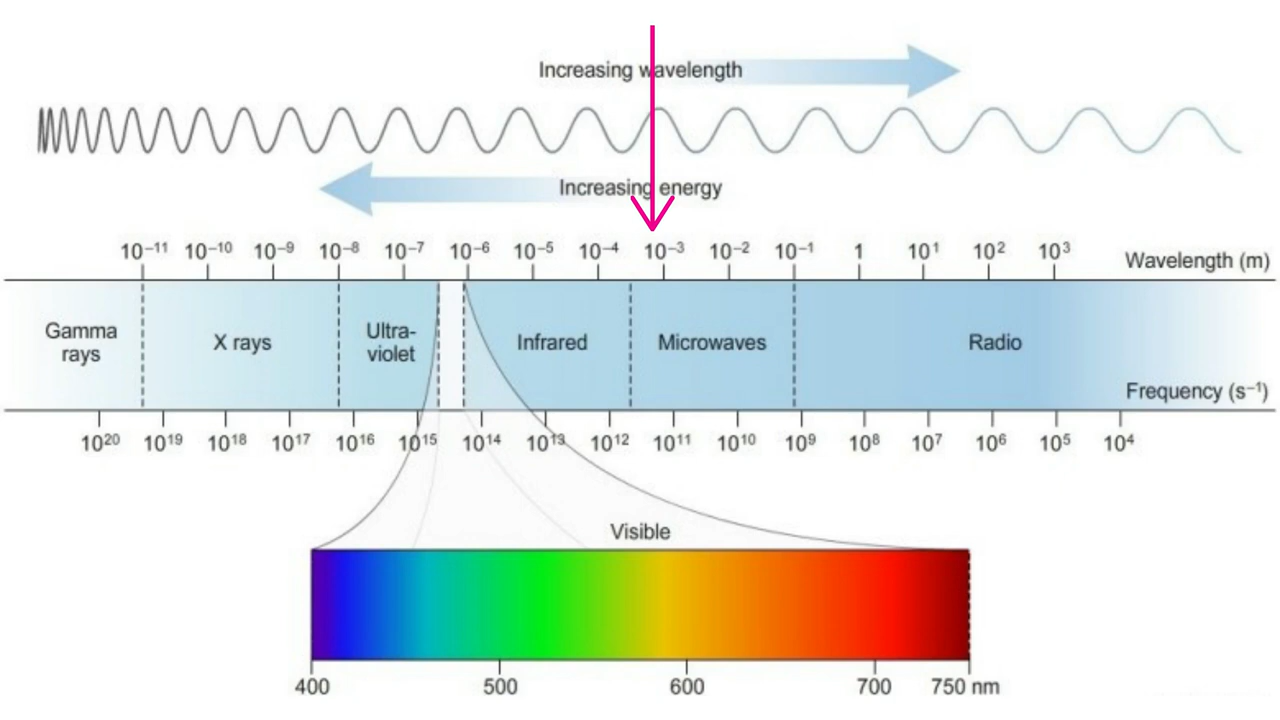 Increasing wavelength
Increasing energy
10⁻¹¹ 10⁻¹⁰ 10⁻⁹ 10⁻⁸ 10⁻⁷ 10⁻⁶ 10⁻⁵ 10⁻⁴ 10⁻³ 10⁻² 10⁻¹ 1 10¹ 10² 10³
Wavelength (m)
Gamma
rays
X rays
Ultra-
violet
Infrared
Microwaves
Radio
Frequency (s⁻¹)
10²⁰ 10¹⁹ 10¹⁸ 10¹⁷ 10¹⁶ 10¹⁵ 10¹⁴ 10¹³ 10¹² 10¹¹ 10¹⁰ 10⁹ 10⁸ 10⁷ 10⁶ 10⁵ 10⁴
Visible
400 500 600 700 750 nm